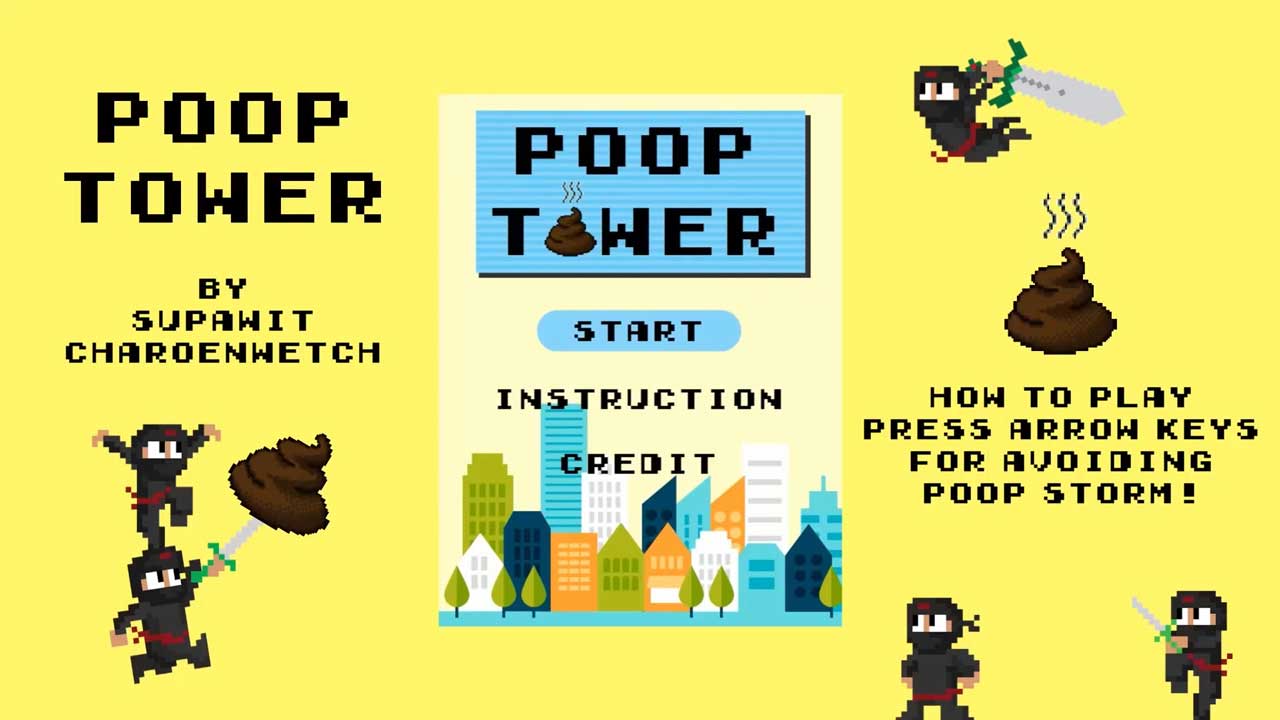 POOP
TOWER
BY
SUPAWIT
CHAROENWETCH
POOP
TWER
START
INSTRUCTION
CREDIT
HOW TO PLAY
PRESS ARROW KEYS
FOR AVOIDING
POOP STORM!